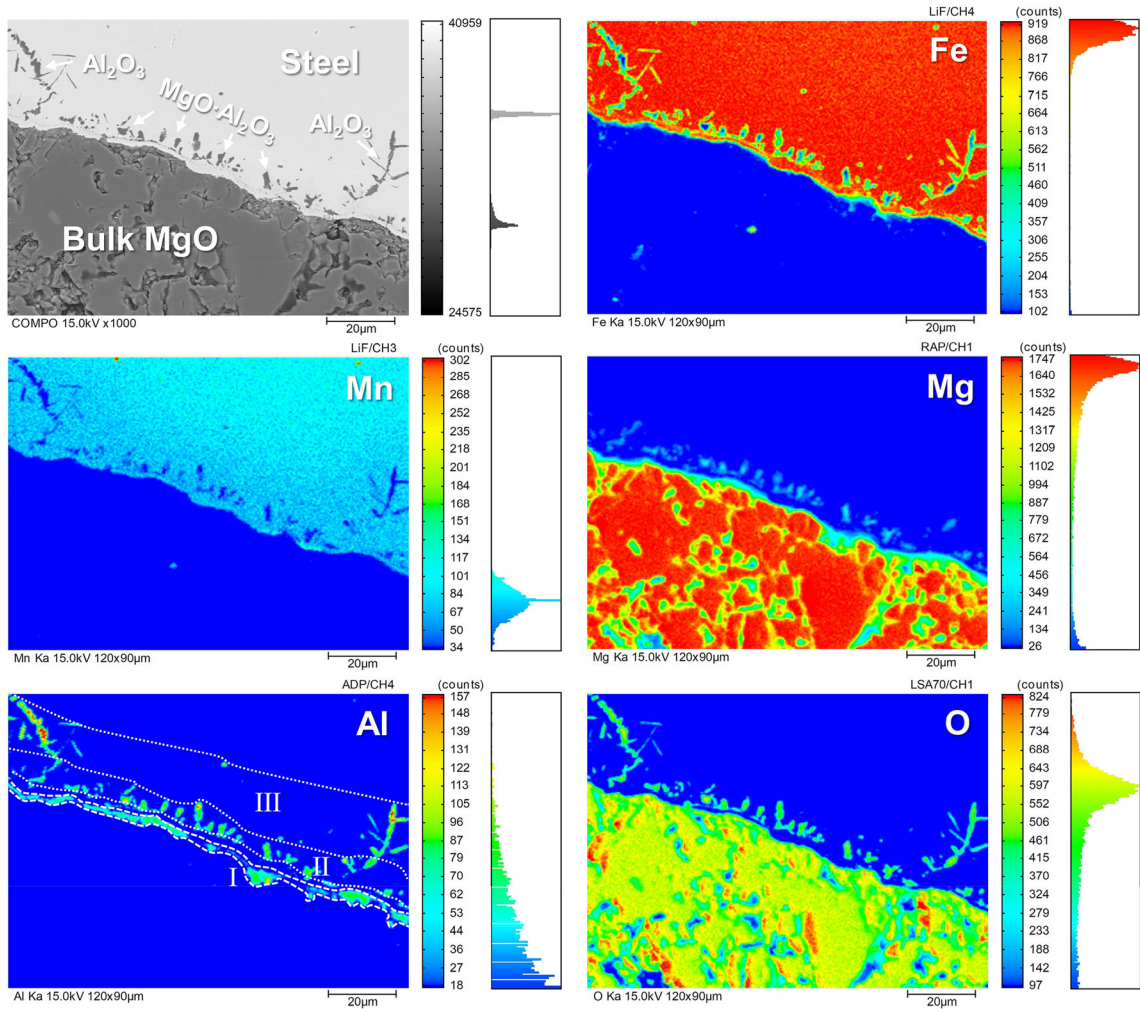 40959
Steel
Al₂O₃
MgO·Al₂O₃
Al₂O₃
Bulk MgO
24575
COMPO 15.0kV x1000
20μm
LiF/CH4
(counts)
Fe
919
868
817
766
715
664
613
562
511
460
409
357
306
255
204
153
102
Fe Ka 15.0kV 120x90μm
20μm
LiF/CH3
(counts)
Mn
302
285
268
252
235
218
201
184
168
151
134
117
101
84
67
50
34
Mn Ka 15.0kV 120x90μm
20μm
RAP/CH1
(counts)
Mg
1747
1640
1532
1425
1317
1209
1102
994
887
779
672
564
456
349
241
134
26
Mg Ka 15.0kV 120x90μm
20μm
ADP/CH4
(counts)
Al
III
II
I
157
148
140
131
122
113
105
96
87
79
70
61
53
44
36
27
18
Al Ka 15.0kV 120x90μm
20μm
LSA70/CH1
(counts)
O
824
779
734
688
643
597
552
506
461
415
370
324
279
233
188
142
97
O Ka 15.0kV 120x90μm
20μm